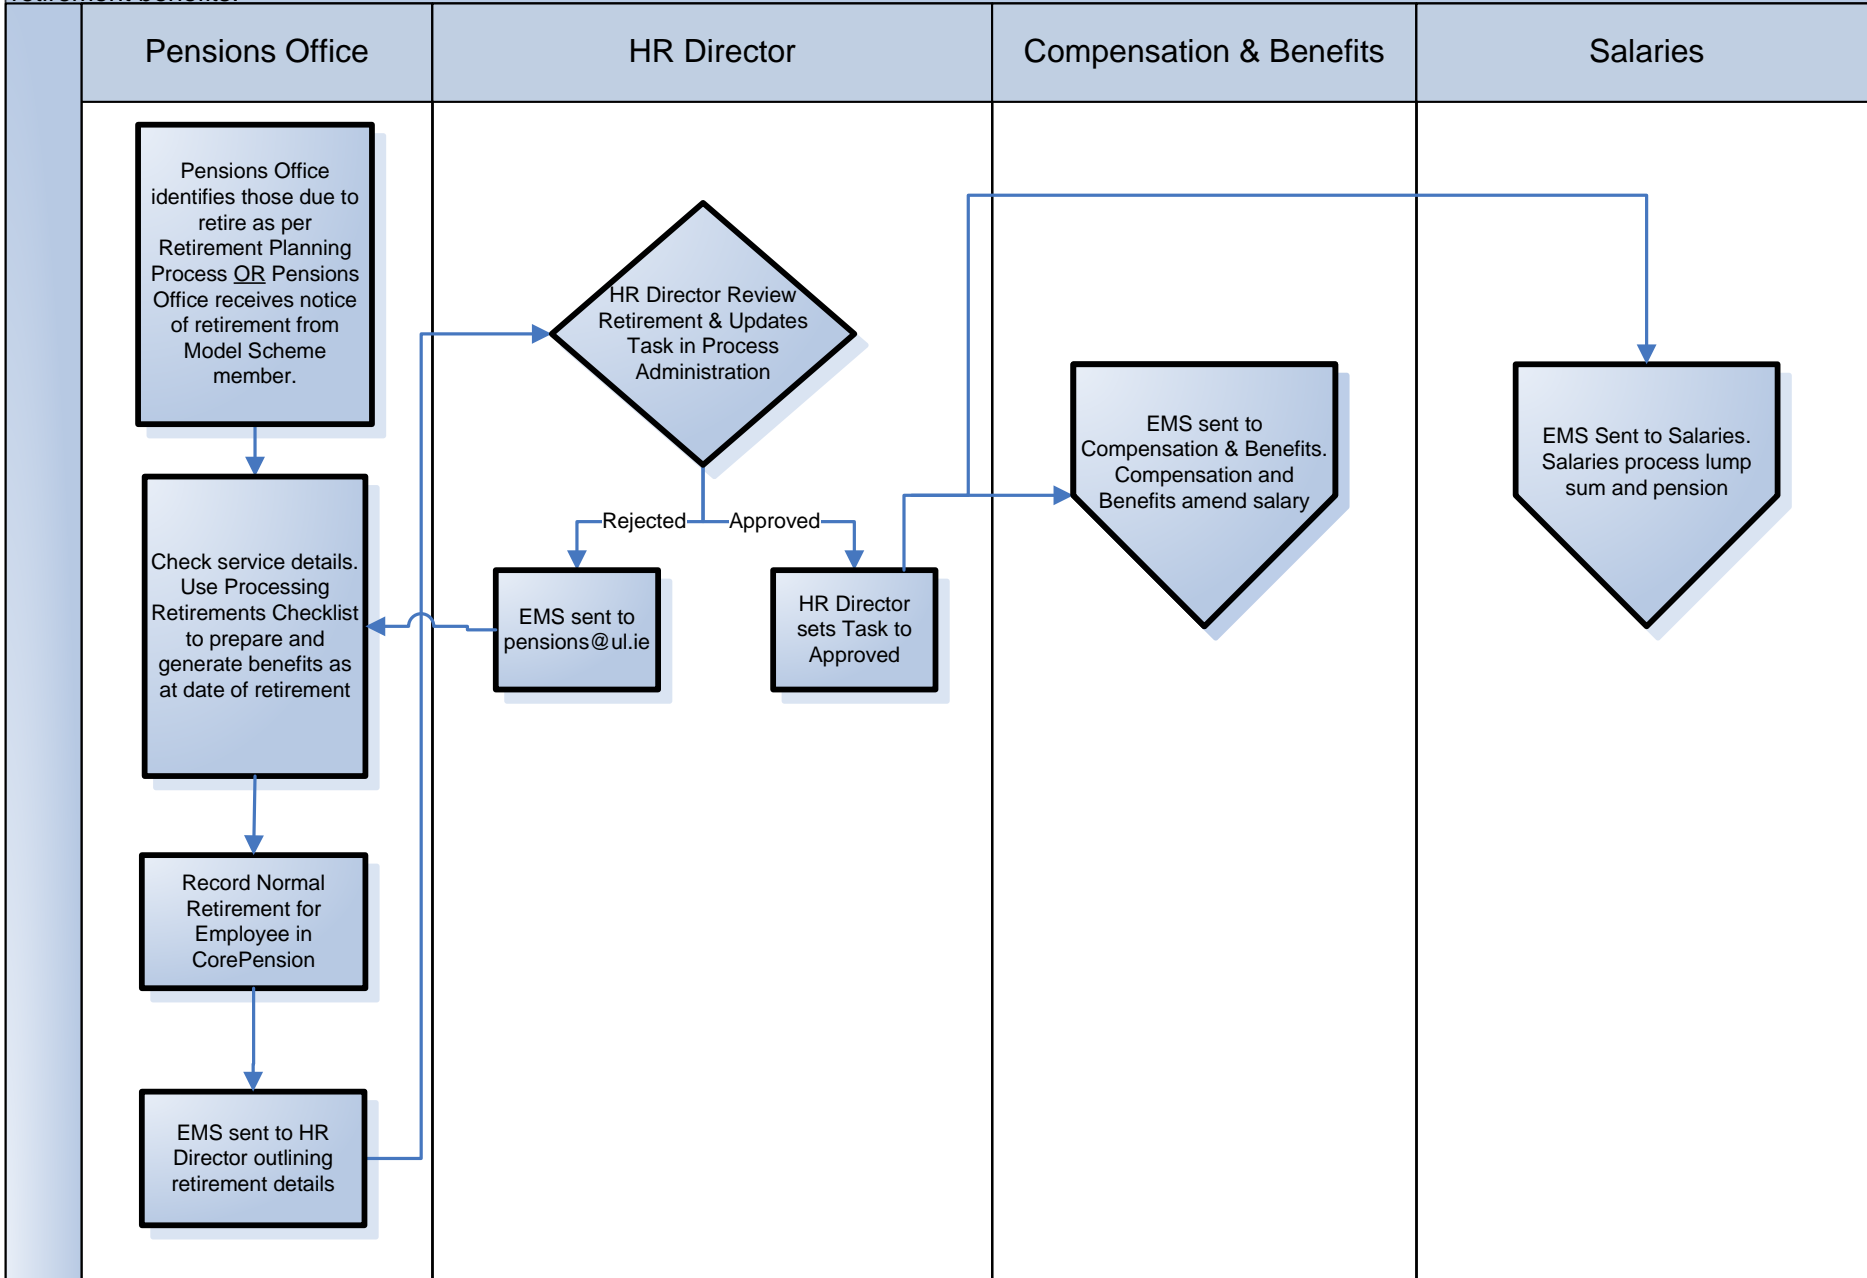 retirement benefits.
Pensions Office
HR Director
Compensation & Benefits
Salaries
Pensions Office
identifies those due to
retire as per
Retirement Planning
Process OR Pensions
Office receives notice
of retirement from
Model Scheme
member.
Check service details.
Use Processing
Retirements Checklist
to prepare and
generate benefits as
at date of retirement
Record Normal
Retirement for
Employee in
CorePension
EMS sent to HR
Director outlining
retirement details
HR Director Review
Retirement & Updates
Task in Process
Administration
Rejected
Approved
EMS sent to
pensions@ul.ie
HR Director
sets Task to
Approved
EMS sent to
Compensation & Benefits.
Compensation and
Benefits amend salary
EMS Sent to Salaries.
Salaries process lump
sum and pension